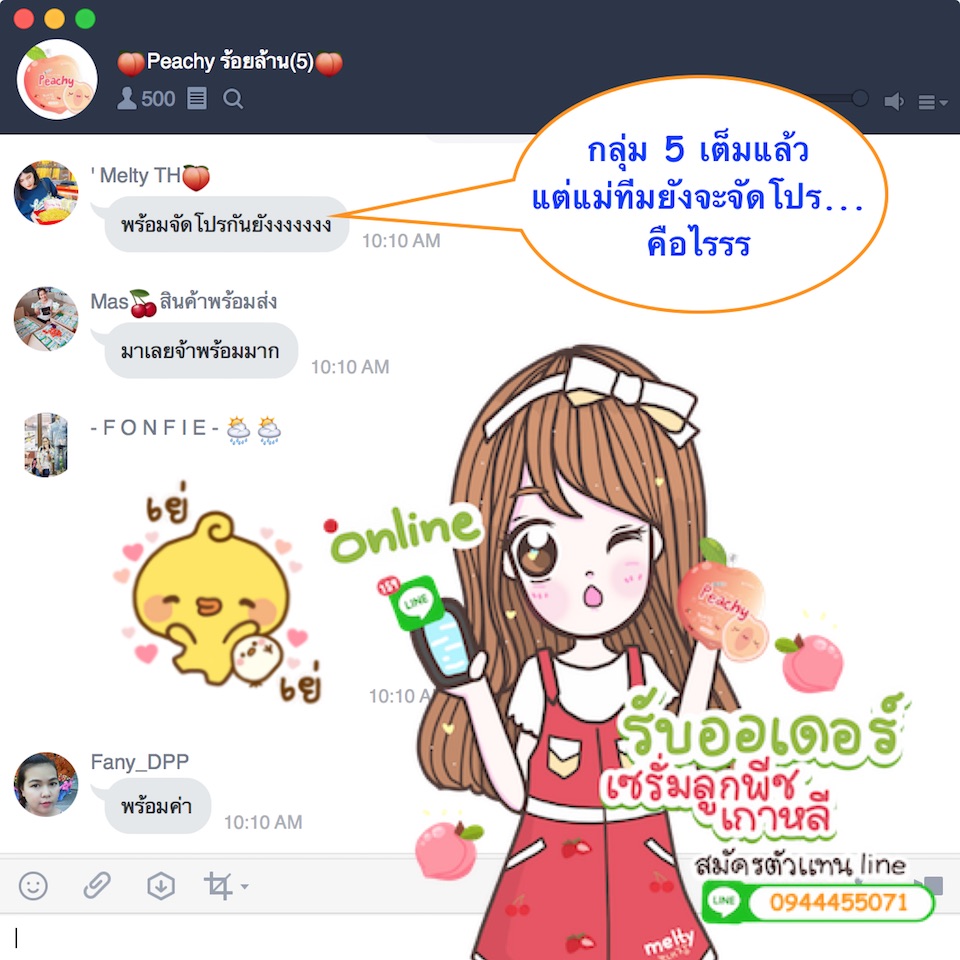 Peachy ร้อยล้าน(5)
500
' Melty TH
พร้อมจัดโปรกันยังงงงงงง
10:10 AM
กลุ่ม 5 เต็มแล้ว
แต่แม่ทีมยังจะจัดโปร...
คือไรรร
Mas สินค้าพร้อมส่ง
มาเลยจ้าพร้อมมาก
10:10 AM
- F O N F I E -
เย่
เย่
10:10 A
online
159
LINE
Peachy
Peachy
รับออเดอร์
เซรั่มลูกพีช
เกาหลี
Fany_DPP
พร้อมค่า
10:10 AM
สมัครตัวแทน line
LINE
0944455071
melty